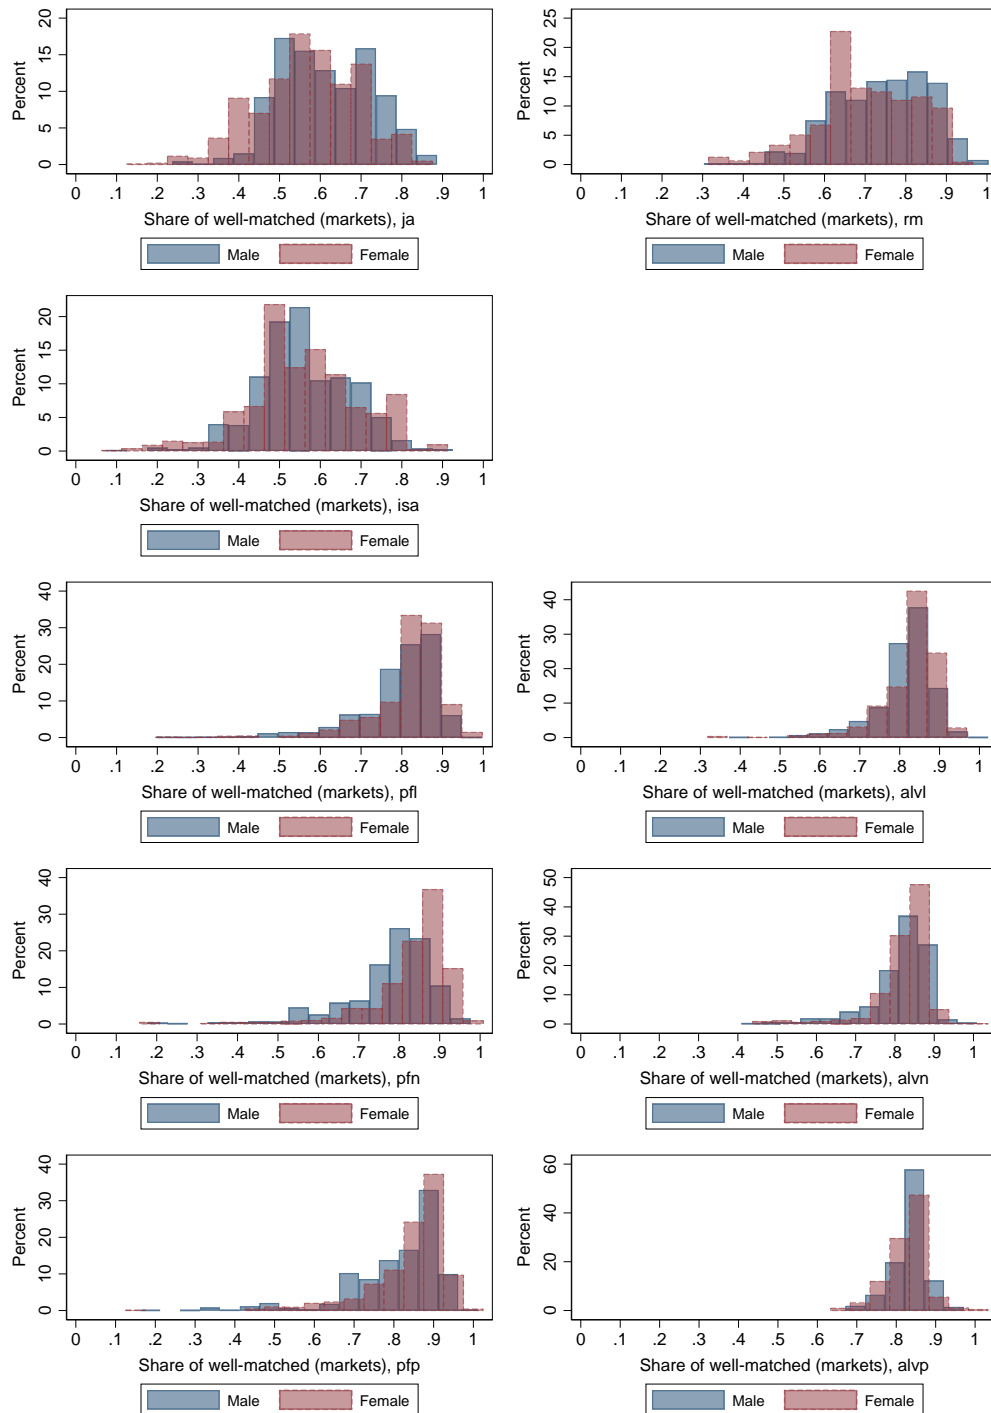 Percent
0 5 10 15 20
0 .1 .2 .3 .4 .5 .6 .7 .8 .9 1
Share of well-matched (markets), ja
Male Female
Percent
0 5 10 15 20 25
0 .1 .2 .3 .4 .5 .6 .7 .8 .9 1
Share of well-matched (markets), rm
Male Female
Percent
0 5 10 15 20
0 .1 .2 .3 .4 .5 .6 .7 .8 .9 1
Share of well-matched (markets), isa
Male Female
Percent
0 10 20 30 40
0 .1 .2 .3 .4 .5 .6 .7 .8 .9 1
Share of well-matched (markets), pfl
Male Female
Percent
0 10 20 30 40
0 .1 .2 .3 .4 .5 .6 .7 .8 .9 1
Share of well-matched (markets), alvl
Male Female
Percent
0 10 20 30 40
0 .1 .2 .3 .4 .5 .6 .7 .8 .9 1
Share of well-matched (markets), pfn
Male Female
Percent
0 10 20 30 40 50
0 .1 .2 .3 .4 .5 .6 .7 .8 .9 1
Share of well-matched (markets), alvn
Male Female
Percent
0 10 20 30 40
0 .1 .2 .3 .4 .5 .6 .7 .8 .9 1
Share of well-matched (markets), pfp
Male Female
Percent
0 20 40 60
0 .1 .2 .3 .4 .5 .6 .7 .8 .9 1
Share of well-matched (markets), alvp
Male Female